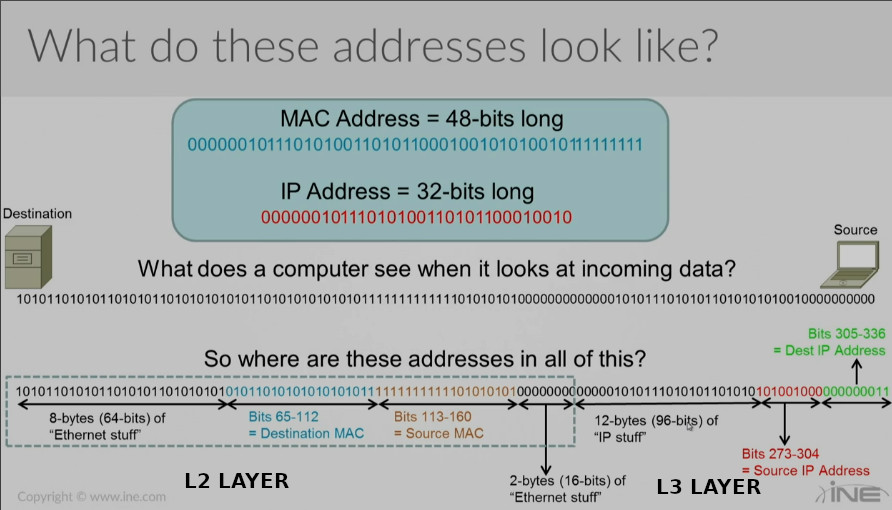 What do these addresses look like?
MAC Address = 48-bits long
IP Address = 32-bits long
Destination
Source
What does a computer see when it looks at incoming data?
So where are these addresses in all of this?
Bits 305-336
= Dest IP Address
8-bytes (64-bits) of
“Ethernet stuff”
Bits 65-112
= Destination MAC
Bits 113-160
= Source MAC
12-bytes (96-bits) of
“IP stuff”
Bits 273-304
= Source IP Address
2-bytes (16-bits) of
“Ethernet stuff”
L2 LAYER
L3 LAYER
Copyright © www.ine.com
INE